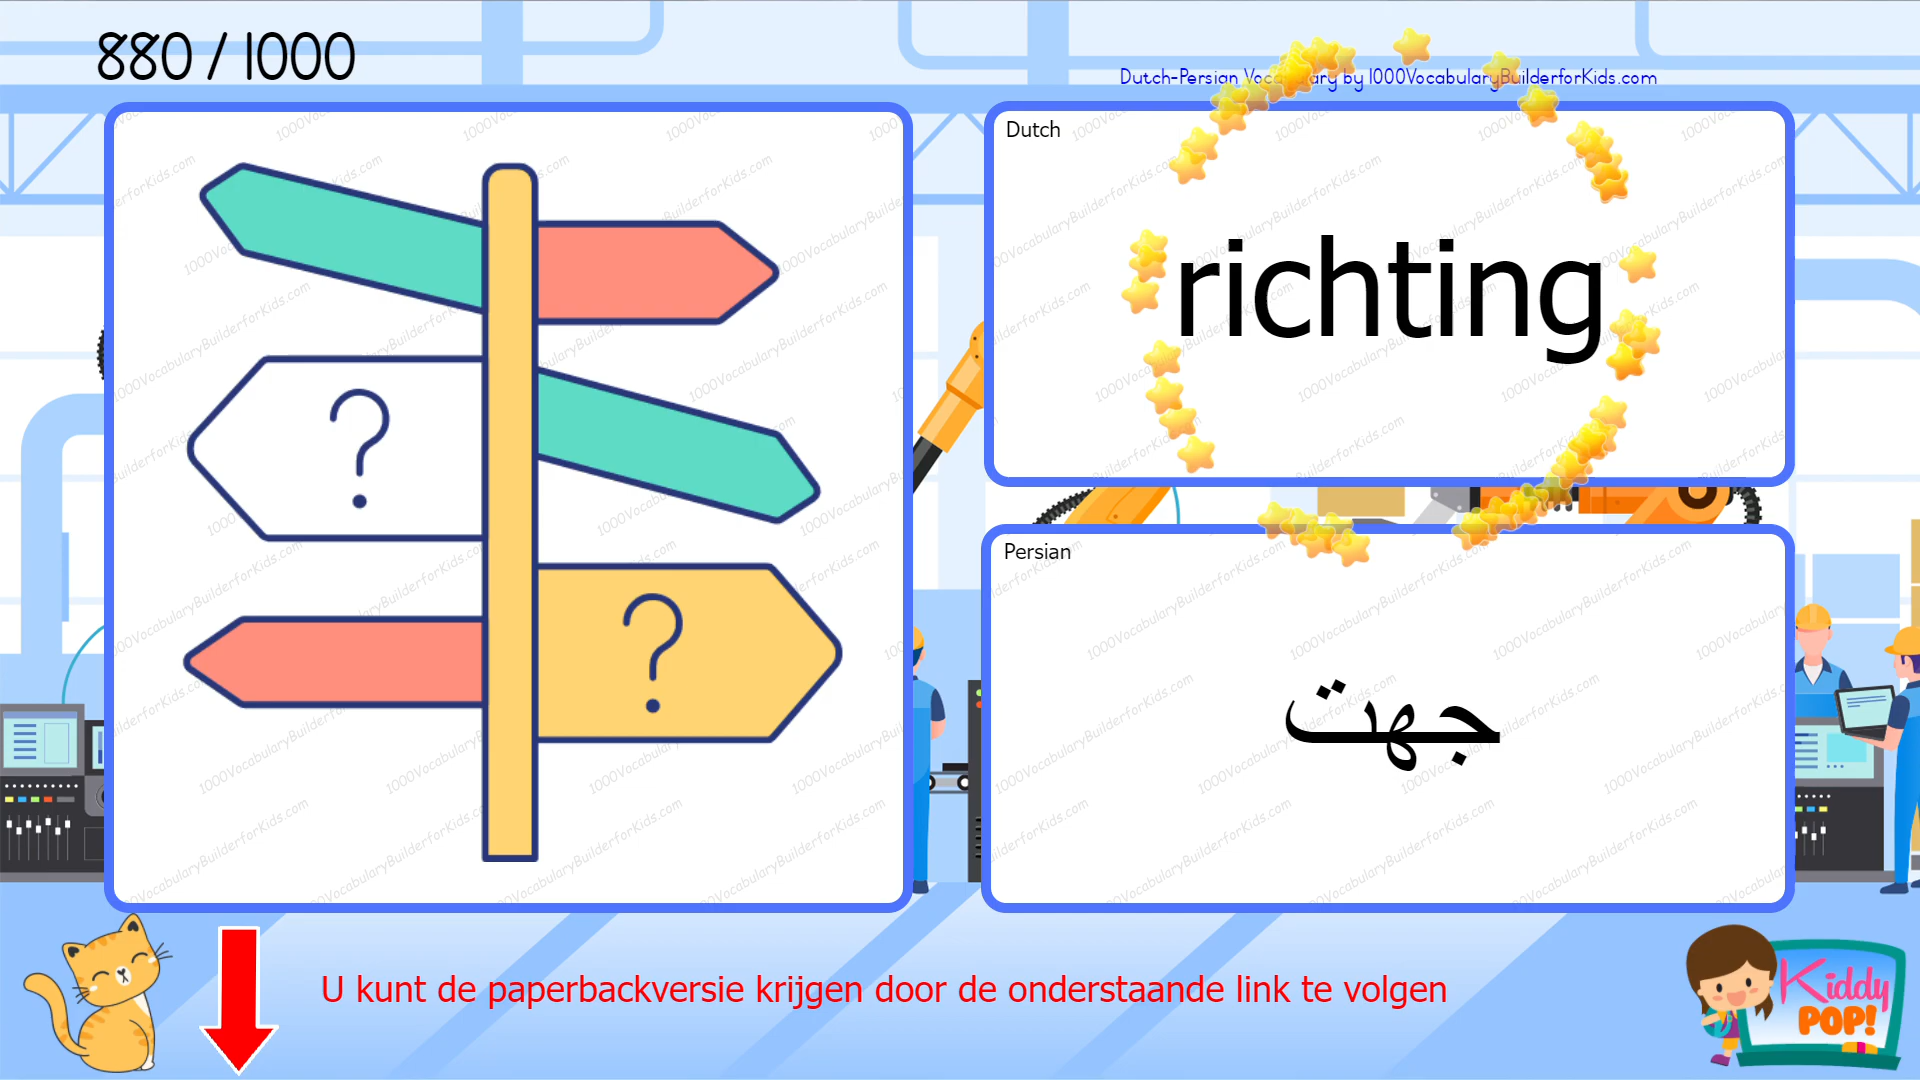 880 / 1000
Dutch-Persian Vocabulary by 1000VocabularyBuilderforKids.com
Dutch
richting
?
?
Persian
جهت
U kunt de paperbackversie krijgen door de onderstaande link te volgen
Kiddy
POP!